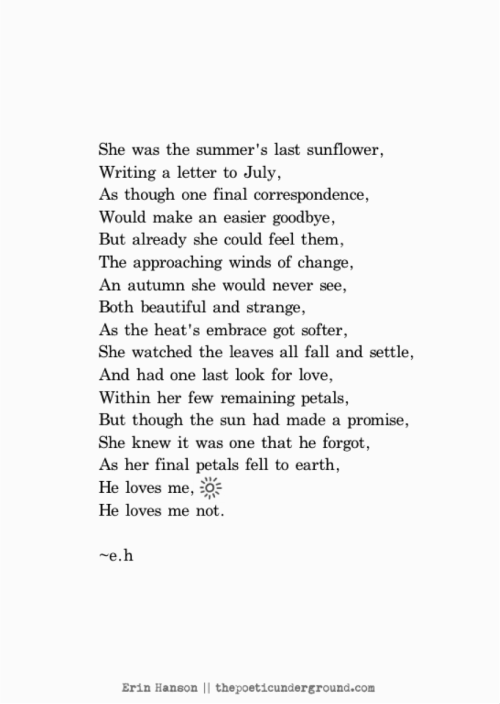 She was the summer's last sunflower,
Writing a letter to July,
As though one final correspondence,
Would make an easier goodbye,
But already she could feel them,
The approaching winds of change,
An autumn she would never see,
Both beautiful and strange,
As the heat's embrace got softer,
She watched the leaves all fall and settle,
And had one last look for love,
Within her few remaining petals,
But though the sun had made a promise,
She knew it was one that he forgot,
As her final petals fell to earth,
He loves me,
He loves me not.
~e.h
Erin Hanson || thepoeticunderground.com